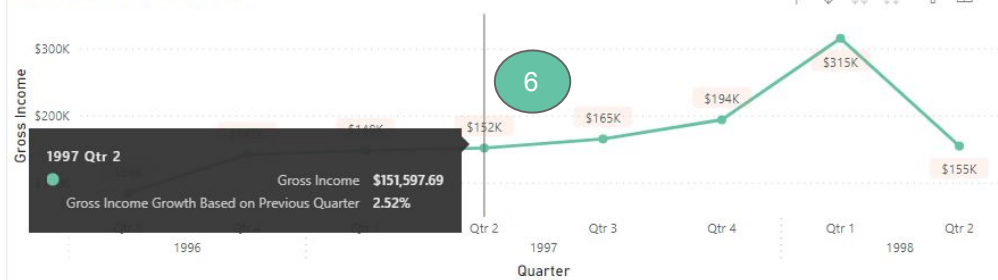 $300K
$315K
6
$200K
$194K
$165K
$152K
$155K
Gross Income
1997 Qtr 2
Gross Income $151,597.69
Gross Income Growth Based on Previous Quarter 2.52%
Qtr 2 Qtr 3 Qtr 4 Qtr 1 Qtr 2
1996 1997 1998
Quarter